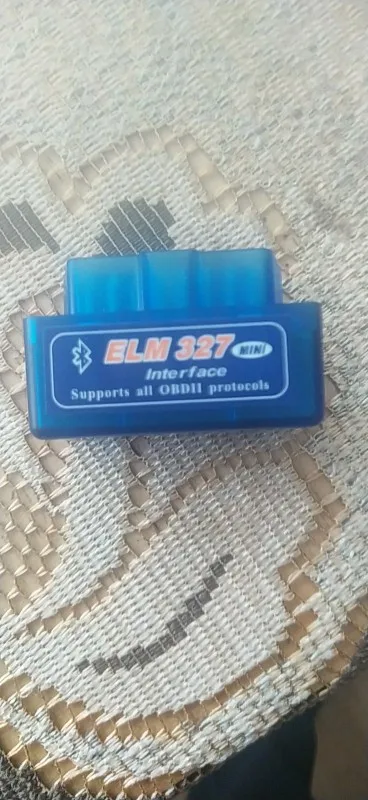 ELM 327 MINI
Interface
Supports all OBDII protocols